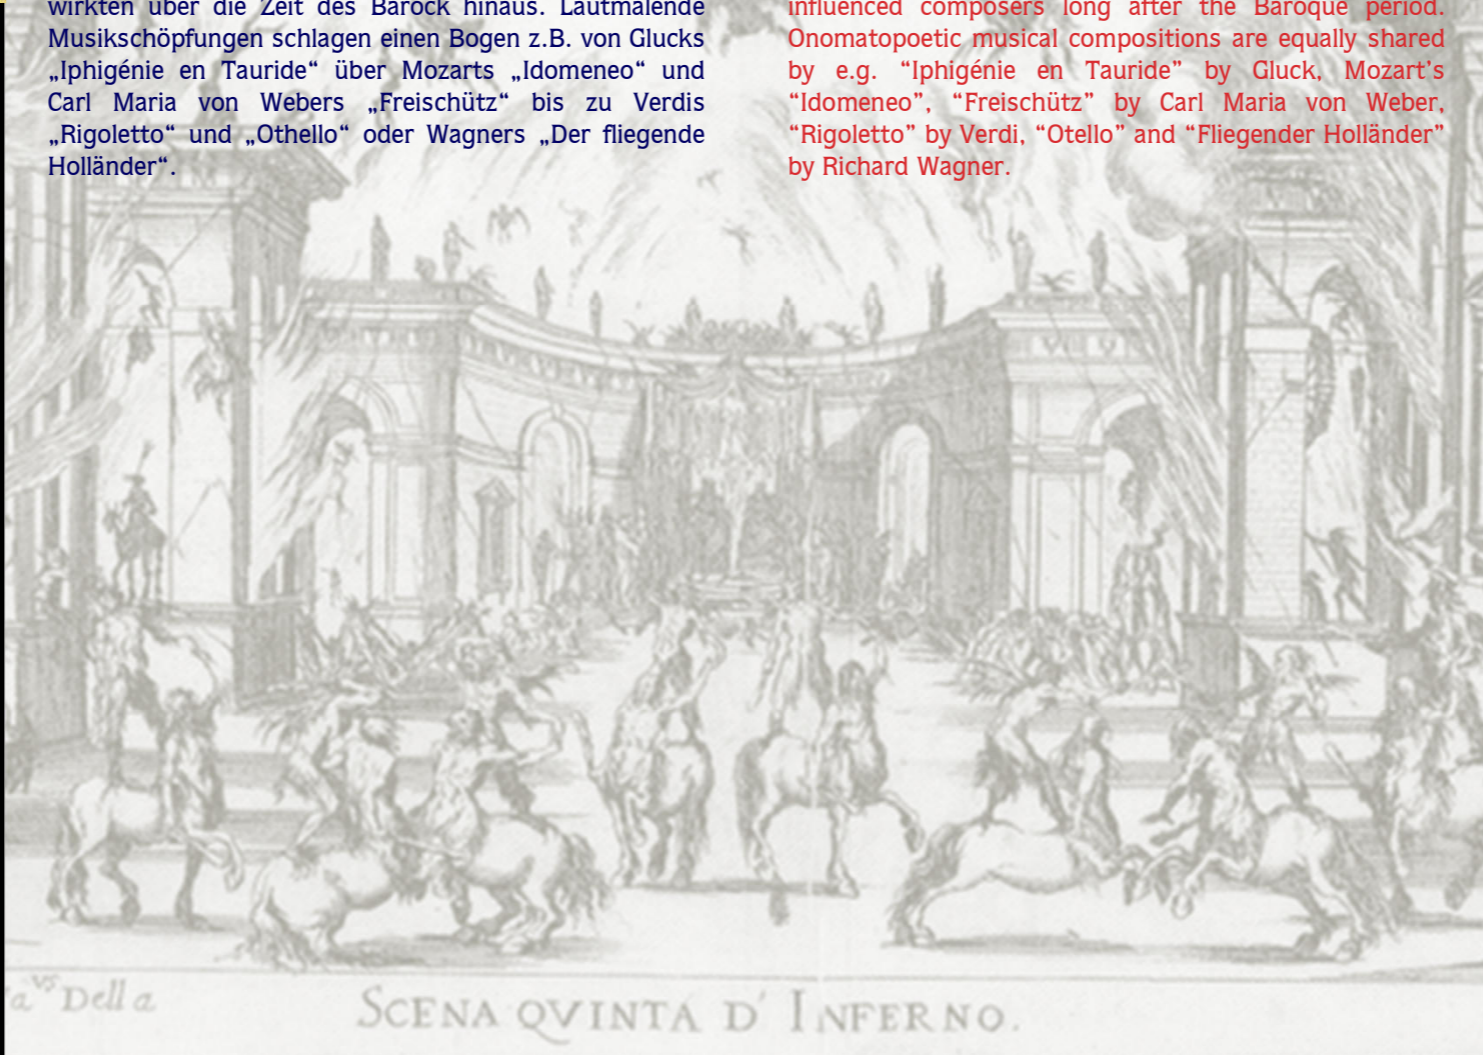 wirkten über die Zeit des Barock hinaus. Lautmalende
Musikschöpfungen schlagen einen Bogen z.B. von Glucks
„Iphigénie en Tauride“ über Mozarts „Idomeneo“ und
Carl Maria von Webers „Freischütz“ bis zu Verdis
„Rigoletto“ und „Othello“ oder Wagners „Der fliegende
Holländer“.
influenced composers long after the Baroque period.
Onomatopoetic musical compositions are equally shared
by e.g. “Iphigénie en Tauride” by Gluck, Mozart’s
“Idomeneo”, “Freischütz” by Carl Maria von Weber,
“Rigoletto” by Verdi, “Otello” and “Fliegender Holländer”
by Richard Wagner.
Della
SCENA QVINTA D' INFERNO.